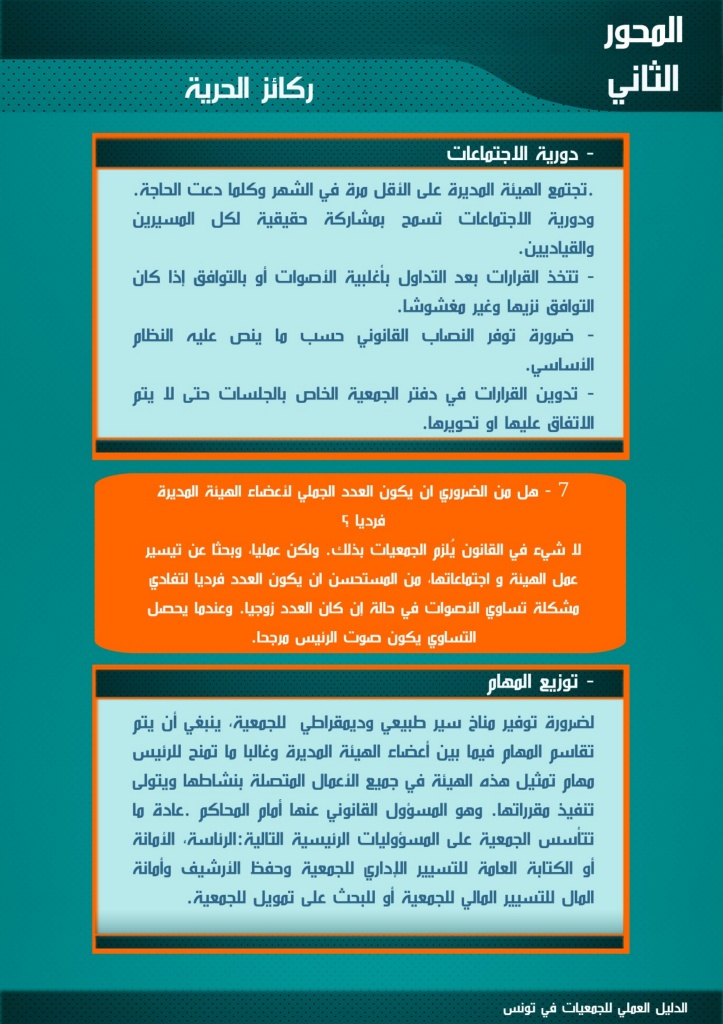 المحور
الثاني
ركائز الحرية
- دورية الاجتماعات
.تجتمع الهيئة المديرة على الأقل مرة في الشهر وكلما دعت الحاجة.
ودورية الاجتماعات تسمح بمشاركة حقيقية لكل المسيرين
والقياديين.
- تتخذ القرارات بعد التداول بأغلبية الأصوات أو بالتوافق إذا كان
التوافق نزيها وغير مغشوشا.
- ضرورة توفر النصاب القانوني حسب ما ينص عليه النظام
الأساسي.
- تدوين القرارات في دفتر الجمعية الخاص بالجلسات حتى لا يتم
الاتفاق عليها او تحويرها.
7 - هل من الضروري ان يكون العدد الجملي لأعضاء الهيئة المديرة
فرديا ؟
لا شيء في القانون يُلزم الجمعيات بذلك. ولكن عمليا، وبحثا عن تيسير
عمل الهيئة و اجتماعاتها، من المستحسن ان يكون العدد فرديا لتفادي
مشكلة تساوي الأصوات في حالة إن كان العدد زوجيا. وعندما يحصل
التساوي يكون صوت الرئيس مرجحا.
- توزيع المهام
لضرورة توفير مناخ سير طبيعي وديمقراطي للجمعية، ينبغي أن يتم
تقاسم المهام فيما بين أعضاء الهيئة المديرة وغالبا ما تمنح للرئيس
مهام تمثيل هذه الهيئة في جميع الأعمال المتصلة بنشاطها ويتولى
تنفيذ مقرراتها. وهو المسؤول القانوني عنها أمام المحاكم .عادة ما
تتأسس الجمعية على المسؤوليات الرئيسية التالية:الرئاسة، الأمانة
أو الكتابة العامة للتسيير الإداري للجمعية وحفظ الأرشيف وأمانة
المال للتسيير المالي للجمعية أو للبحث على تمويل للجمعية.
الدليل العملي للجمعيات في تونس